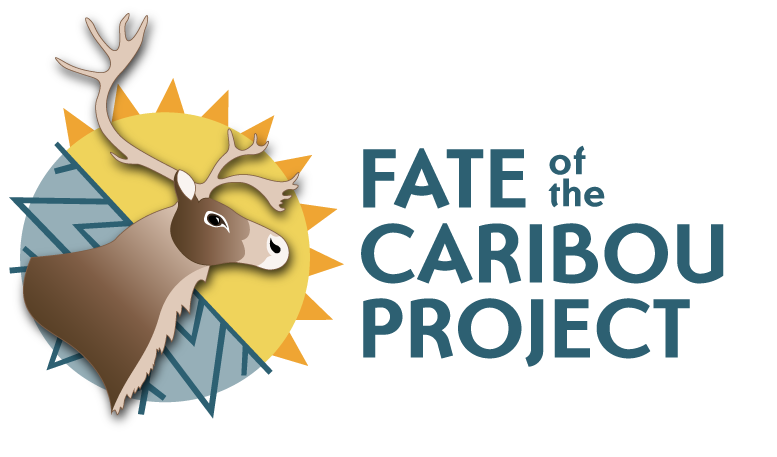 FATE of the
CARIBOU
PROJECT